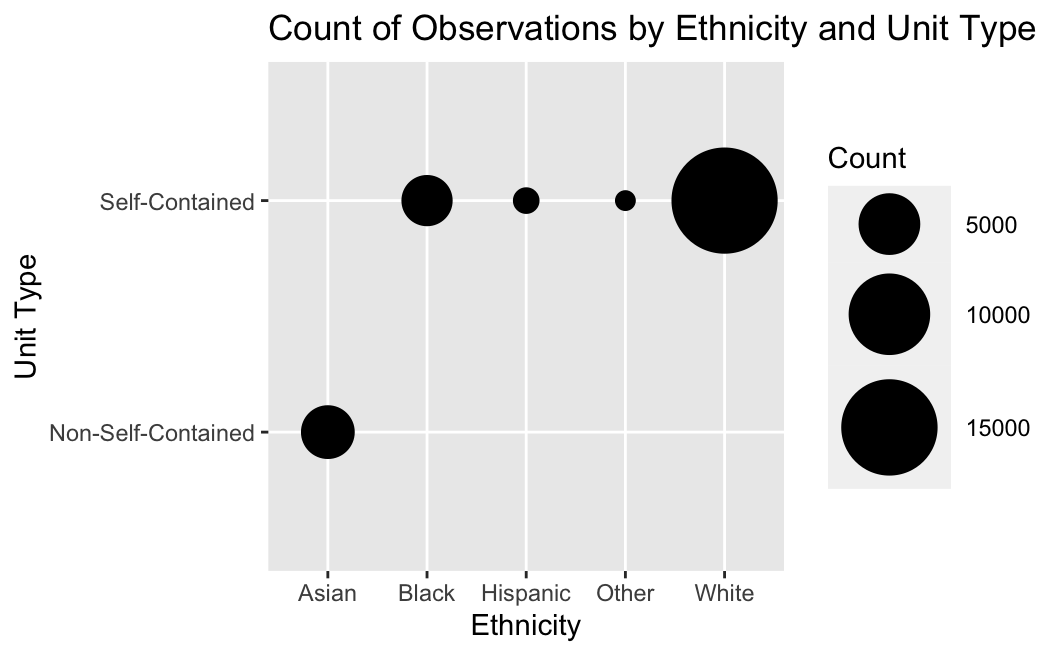 Count of Observations by Ethnicity and Unit Type
Unit Type
Self-Contained
Non-Self-Contained
Asian Black Hispanic Other White
Ethnicity
Count
5000
10000
15000